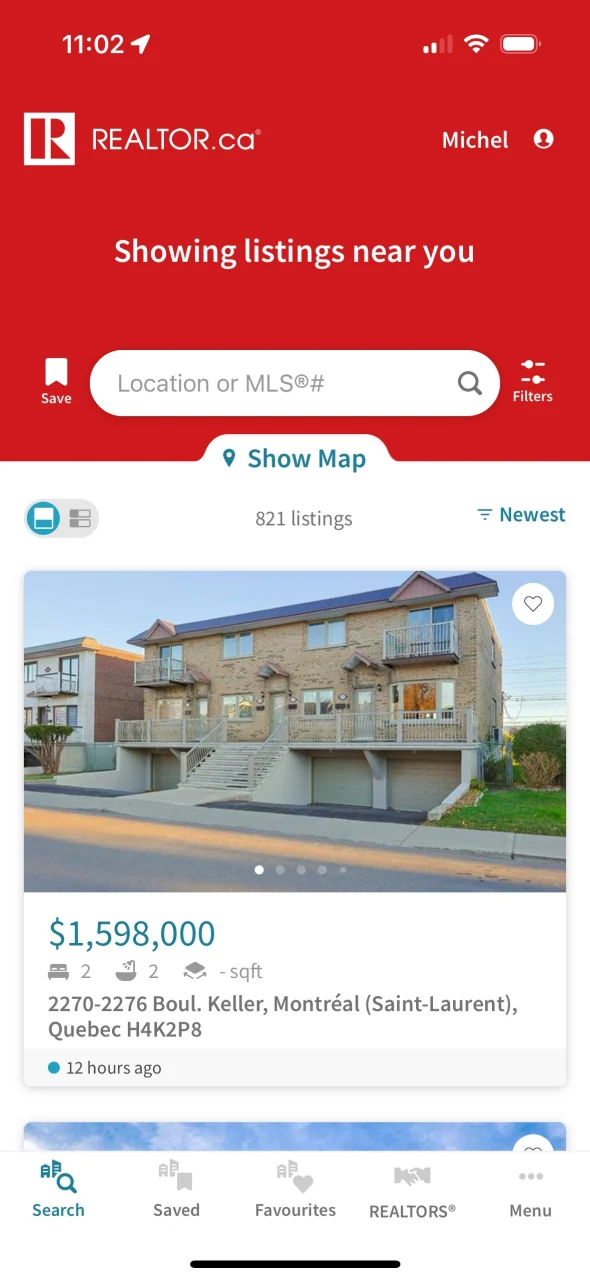 11:02
REALTOR.ca®
Michel
Showing listings near you
Save
Location or MLS®#
Filters
Show Map
821 listings
Newest
$1,598,000
2
2
- sqft
2270-2276 Boul. Keller, Montréal (Saint-Laurent),
Quebec H4K2P8
12 hours ago
Search
Saved
Favourites
REALTORS®
Menu